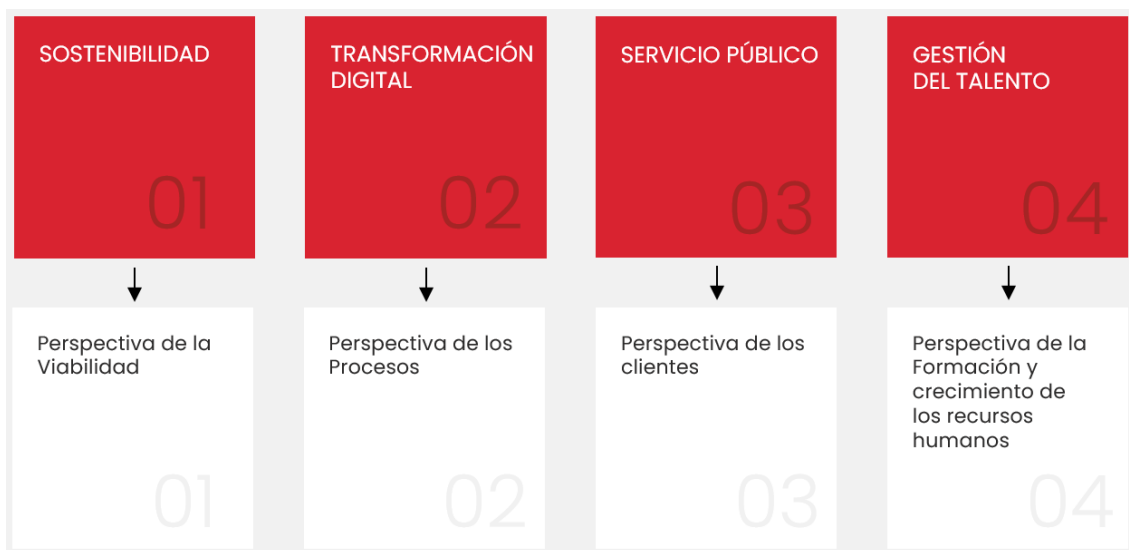 SOSTENIBILIDAD
01
TRANSFORMACIÓN
DIGITAL
02
SERVICIO PÚBLICO
03
GESTIÓN
DEL TALENTO
04
Perspectiva de la
Viabilidad
01
Perspectiva de los
Procesos
02
Perspectiva de los
clientes
03
Perspectiva de la
Formación y
crecimiento de
los recursos
humanos
04